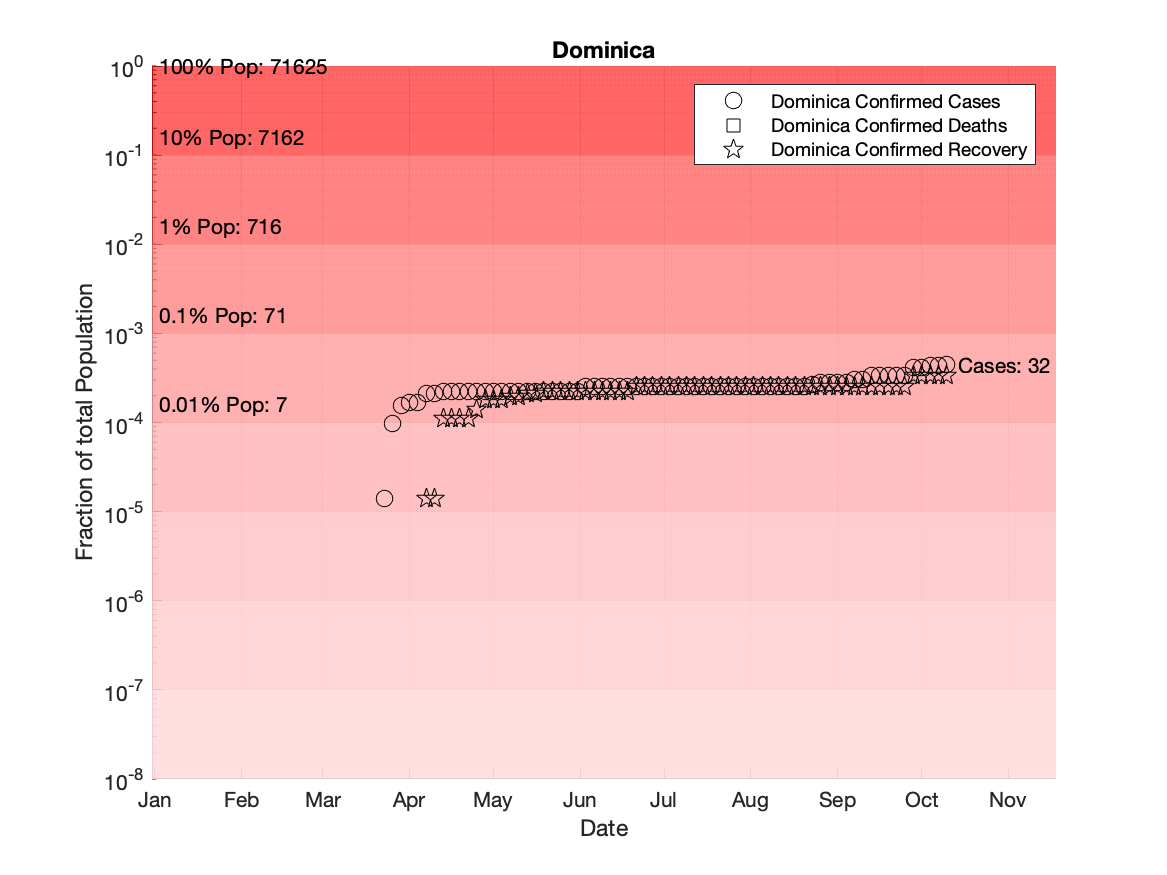 Dominica
10^0
10^-1
10^-2
10^-3
10^-4
10^-5
10^-6
10^-7
10^-8
Fraction of total Population
100% Pop: 71625
10% Pop: 7162
1% Pop: 716
0.1% Pop: 71
0.01% Pop: 7
Dominica Confirmed Cases
Dominica Confirmed Deaths
Dominica Confirmed Recovery
Cases: 32
Jan Feb Mar Apr May Jun Jul Aug Sep Oct Nov
Date